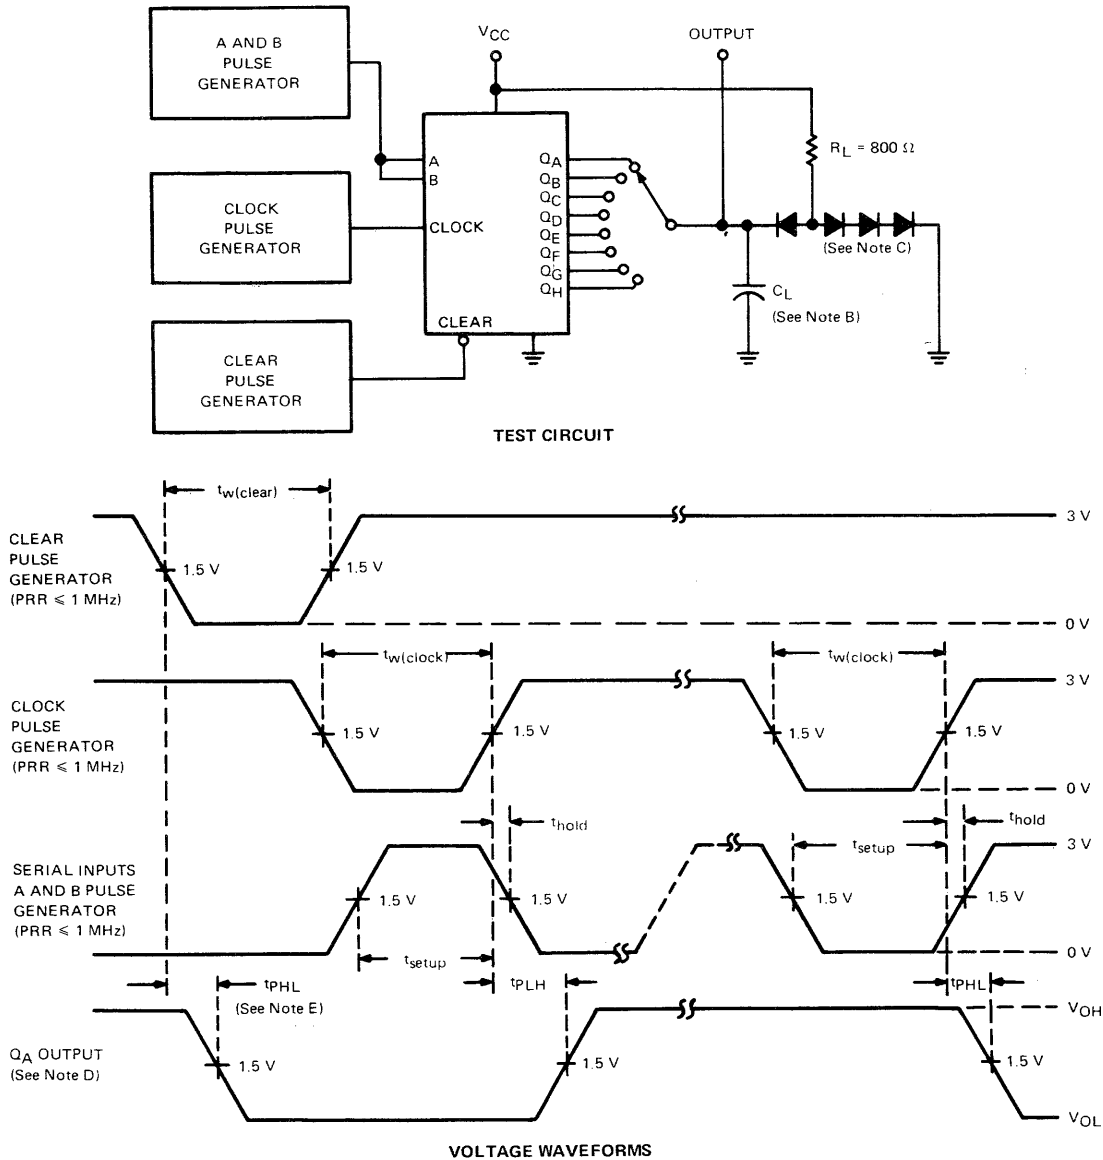 A AND B
PULSE
GENERATOR
VCC
OUTPUT
RL = 800 Ω
A
B
CLOCK
CLEAR
QA
QB
QC
QD
QE
QF
QG
QH
CLOCK
PULSE
GENERATOR
(See Note C)
CL
(See Note B)
CLEAR
PULSE
GENERATOR
TEST CIRCUIT
tw(clear)
CLEAR
PULSE
GENERATOR
(PRR ≤ 1 MHz)
1.5 V
1.5 V
3 V
0 V
tw(clock)
tw(clock)
CLOCK
PULSE
GENERATOR
(PRR ≤ 1 MHz)
1.5 V
1.5 V
1.5 V
1.5 V
3 V
0 V
thold
thold
tsetup
SERIAL INPUTS
A AND B PULSE
GENERATOR
(PRR ≤ 1 MHz)
1.5 V
1.5 V
1.5 V
1.5 V
3 V
0 V
tsetup
tPHL
(See Note E)
tPLH
tPHL
QA OUTPUT
(See Note D)
1.5 V
1.5 V
1.5 V
VOH
VOL
VOLTAGE WAVEFORMS